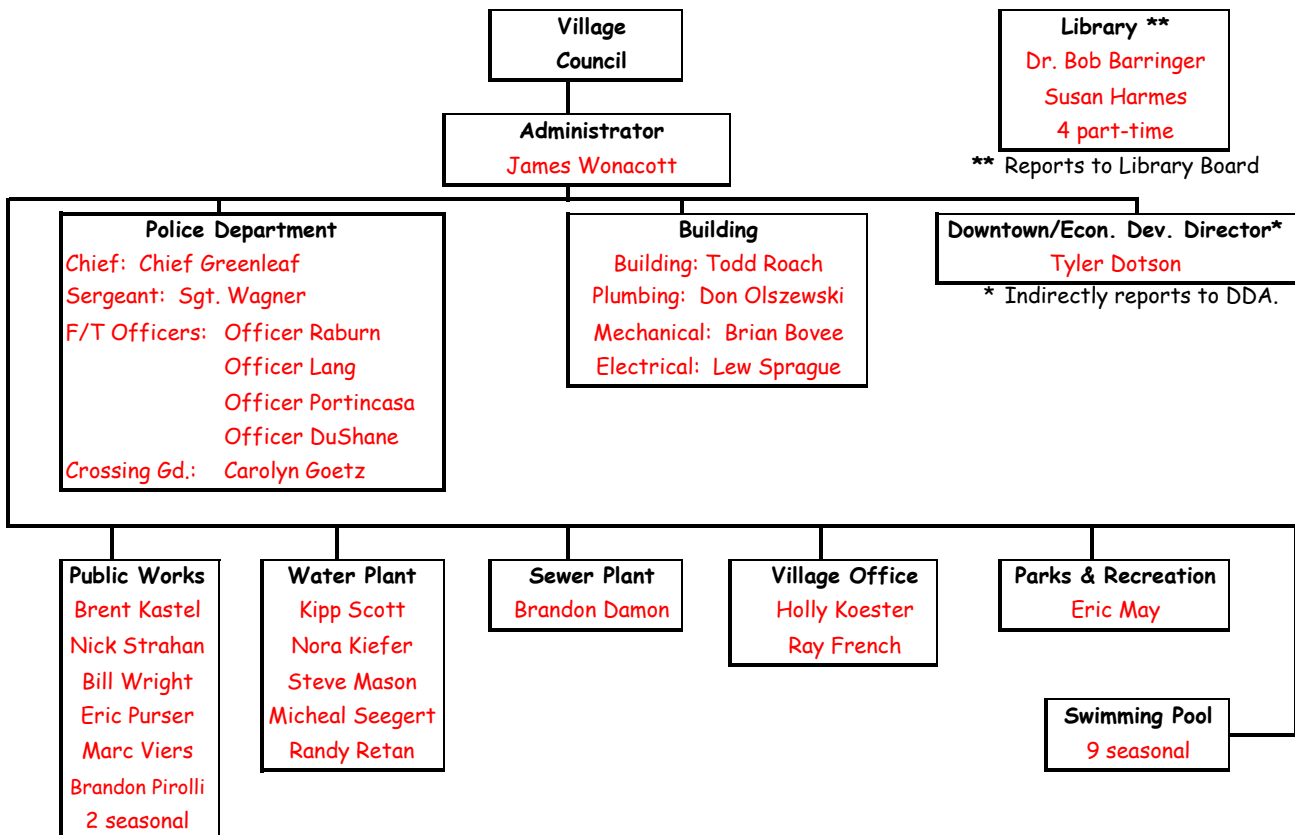 Village
Council
Library **
Dr. Bob Barringer
Susan Harmes
4 part-time
** Reports to Library Board
Administrator
James Wonacott
Police Department
Chief: Chief Greenleaf
Sergeant: Sgt. Wagner
F/T Officers: Officer Raburn
Officer Lang
Officer Portincasa
Officer DuShane
Crossing Gd.: Carolyn Goetz
Building
Building: Todd Roach
Plumbing: Don Olszewski
Mechanical: Brian Bovee
Electrical: Lew Sprague
Downtown/Econ. Dev. Director*
Tyler Dotson
* Indirectly reports to DDA.
Public Works
Brent Kastel
Nick Strahan
Bill Wright
Eric Purser
Marc Viers
Brandon Pirolli
2 seasonal
Water Plant
Kipp Scott
Nora Kiefer
Steve Mason
Micheal Seegert
Randy Retan
Sewer Plant
Brandon Damon
Village Office
Holly Koester
Ray French
Parks & Recreation
Eric May
Swimming Pool
9 seasonal